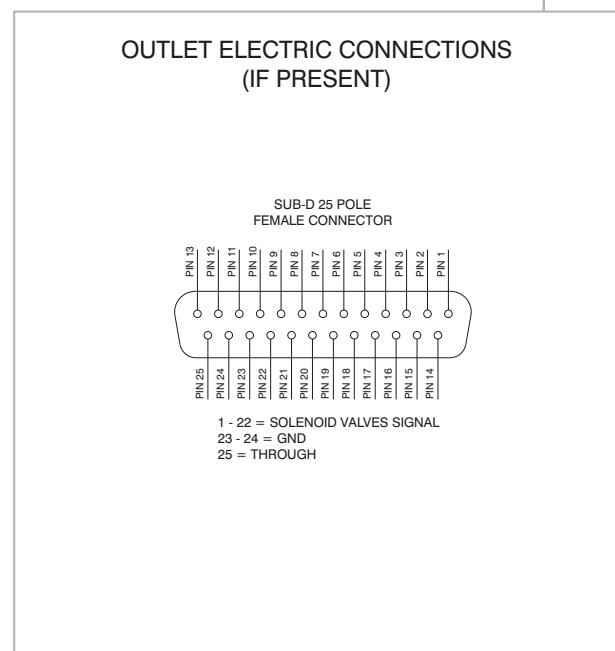 OUTLET ELECTRIC CONNECTIONS
(IF PRESENT)
SUB-D 25 POLE
FEMALE CONNECTOR
PIN 13
PIN 12
PIN 11
PIN 10
PIN 9
PIN 8
PIN 7
PIN 6
PIN 5
PIN 4
PIN 3
PIN 2
PIN 1
PIN 25
PIN 24
PIN 23
PIN 22
PIN 21
PIN 20
PIN 19
PIN 18
PIN 17
PIN 16
PIN 15
PIN 14
1 - 22 = SOLENOID VALVES SIGNAL
23 - 24 = GND
25 = THROUGH